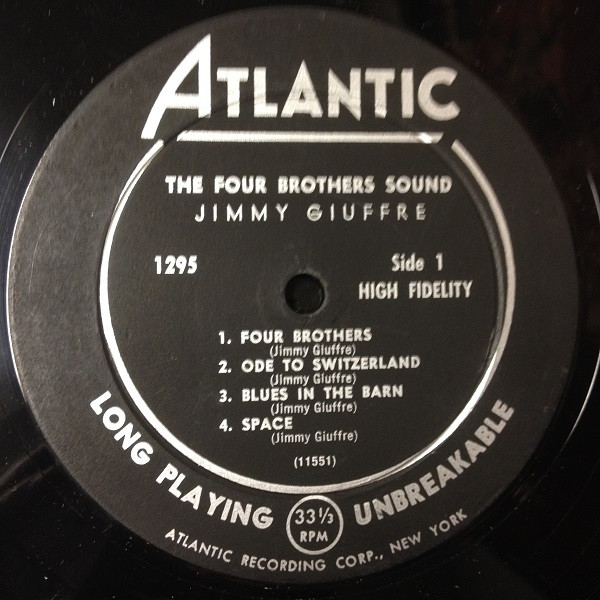 ATLANTIC
THE FOUR BROTHERS SOUND
JIMMY GIUFFRE
1295
Side 1
HIGH FIDELITY
1. FOUR BROTHERS
(Jimmy Giuffre)
2. ODE TO SWITZERLAND
(Jimmy Giuffre)
3. BLUES IN THE BARN
(Jimmy Giuffre)
4. SPACE
(Jimmy Giuffre)
(11551)
LONG PLAYING 33⅓ RPM UNBREAKABLE
ATLANTIC RECORDING CORP., NEW YORK